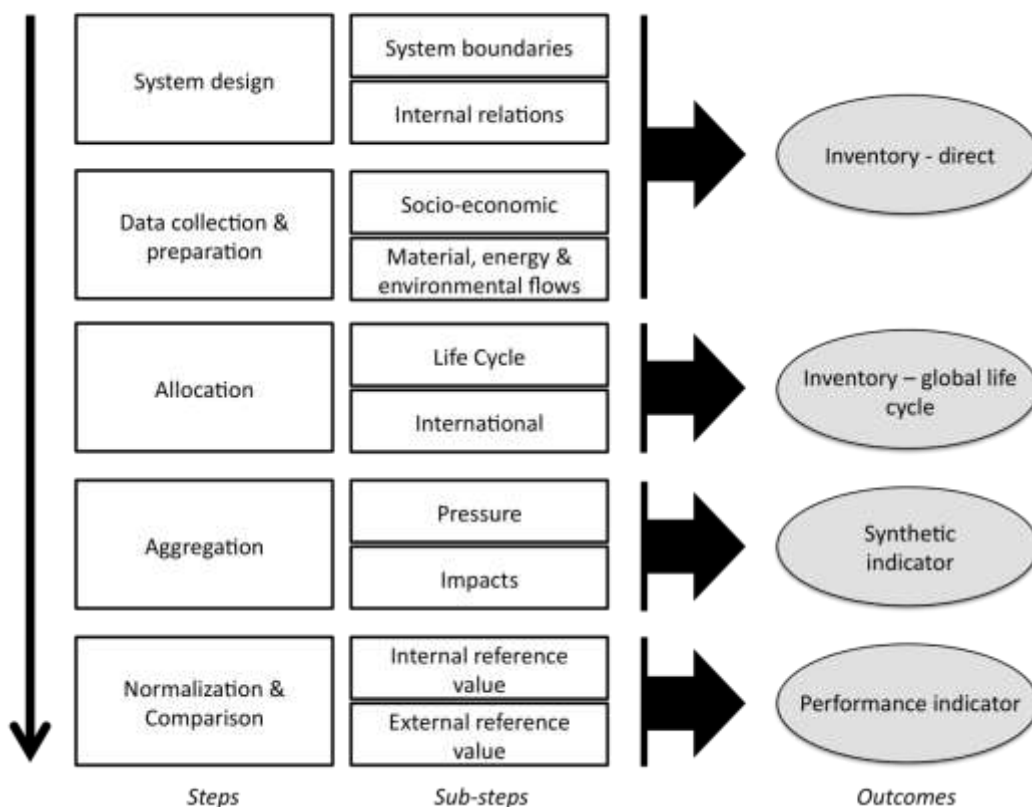 System design
System boundaries
Internal relations
Inventory - direct
Data collection &
preparation
Socio-economic
Material, energy &
environmental flows
Allocation
Life Cycle
International
Inventory – global life
cycle
Aggregation
Pressure
Impacts
Synthetic
indicator
Normalization &
Comparison
Internal reference
value
External reference
value
Performance indicator
Steps
Sub-steps
Outcomes